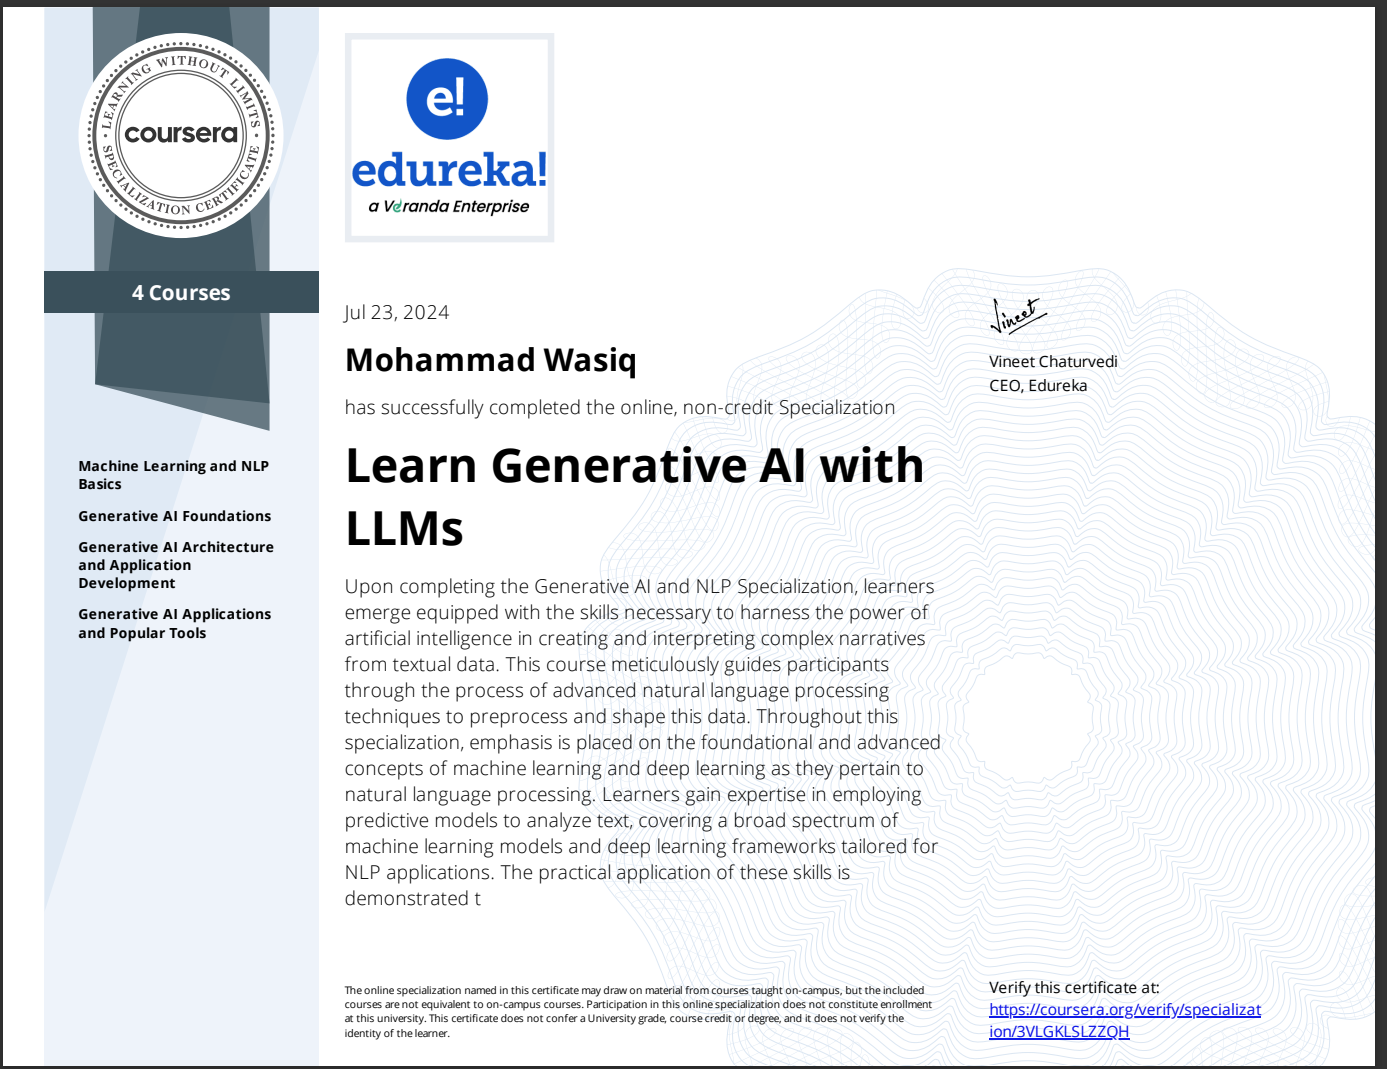 LEARNING WITHOUT LIMITS
coursera
SPECIALIZATION CERTIFICATE
4 Courses
Machine Learning and NLP
Basics
Generative AI Foundations
Generative AI Architecture
and Application
Development
Generative AI Applications
and Popular Tools
e!
edureka!
a Veranda Enterprise
Jul 23, 2024
Mohammad Wasiq
has successfully completed the online, non-credit Specialization
Learn Generative AI with
LLMs
Upon completing the Generative AI and NLP Specialization, learners
emerge equipped with the skills necessary to harness the power of
artificial intelligence in creating and interpreting complex narratives
from textual data. This course meticulously guides participants
through the process of advanced natural language processing
techniques to preprocess and shape this data. Throughout this
specialization, emphasis is placed on the foundational and advanced
concepts of machine learning and deep learning as they pertain to
natural language processing. Learners gain expertise in employing
predictive models to analyze text, covering a broad spectrum of
machine learning models and deep learning frameworks tailored for
NLP applications. The practical application of these skills is
demonstrated t
The online specialization named in this certificate may draw on material from courses taught on-campus, but the included
courses are not equivalent to on-campus courses. Participation in this online specialization does not constitute enrollment
at this university. This certificate does not confer a University grade, course credit or degree, and it does not verify the
identity of the learner.
Vineet
Vineet Chaturvedi
CEO, Edureka
Verify this certificate at:
https://coursera.org/verify/specializat
ion/3VLGKLSLZZQH